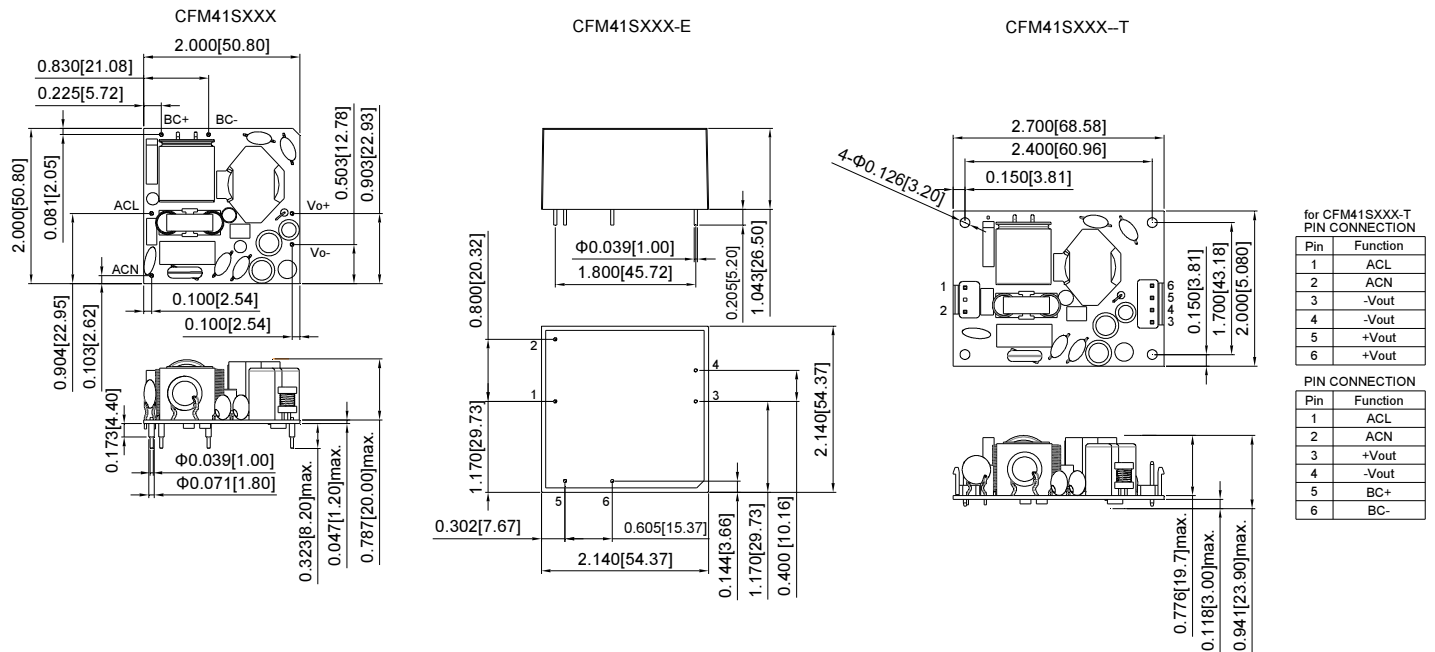 CFM41SXXX
2.000[50.80]
0.830[21.08]
0.225[5.72]
BC+
BC-
2.000[50.80]
0.081[2.05]
0.503[12.78]
0.903[22.93]
ACL
Vo+
Vo-
ACN
0.100[2.54]
0.100[2.54]
0.904[22.95]
0.103[2.62]
0.173[4.40]
Φ0.039[1.00]
Φ0.071[1.80]
0.323[8.20]max.
0.047[1.20]max.
0.787[20.00]max.
CFM41SXXX-E
Φ0.039[1.00]
1.800[45.72]
0.205[5.20]
1.043[26.50]
0.800[20.32]
2
1
4
3
1.170[29.73]
2.140[54.37]
5
6
0.302[7.67]
0.605[15.37]
2.140[54.37]
0.144[3.66]
1.170[29.73]
0.400 [10.16]
CFM41SXXX--T
2.700[68.58]
2.400[60.96]
0.150[3.81]
4-Φ0.126[3.20]
1
2
6
5
4
3
0.150[3.81]
1.700[43.18]
2.000[5.080]
0.776[19.7]max.
0.118[3.00]max.
0.941[23.90]max.
for CFM41SXXX-T
PIN CONNECTION
Pin Function
1 ACL
2 ACN
3 -Vout
4 -Vout
5 +Vout
6 +Vout
PIN CONNECTION
Pin Function
1 ACL
2 ACN
3 +Vout
4 -Vout
5 BC+
6 BC-